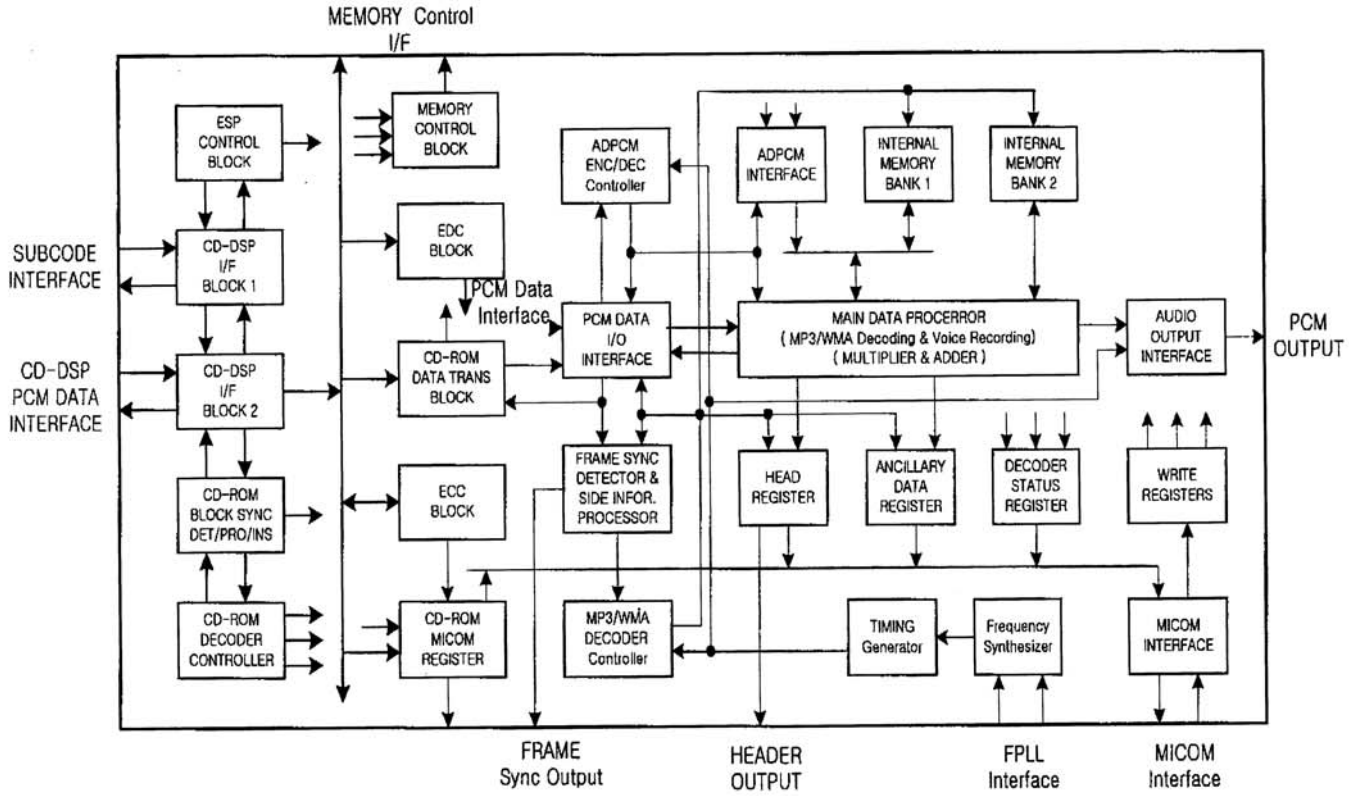 MEMORY Control
I/F
ESP
CONTROL
BLOCK
MEMORY
CONTROL
BLOCK
ADPCM
ENC/DEC
Controller
ADPCM
INTERFACE
INTERNAL
MEMORY
BANK 1
INTERNAL
MEMORY
BANK 2
SUBCODE
INTERFACE
CD-DSP
I/F
BLOCK 1
EDC
BLOCK
PCM Data
Interface
PCM DATA
I/O
INTERFACE
MAIN DATA PROCERROR
( MP3/WMA Decoding & Voice Recording)
( MULTIPLIER & ADDER )
AUDIO
OUTPUT
INTERFACE
PCM
OUTPUT
CD-DSP
PCM DATA
INTERFACE
CD-DSP
I/F
BLOCK 2
CD-ROM
DATA TRANS
BLOCK
CD-ROM
BLOCK SYNC
DET/PRO/INS
ECC
BLOCK
FRAME SYNC
DETECTOR &
SIDE INFOR.
PROCESSOR
HEAD
REGISTER
ANCILLARY
DATA
REGISTER
DECODER
STATUS
REGISTER
WRITE
REGISTERS
CD-ROM
DECODER
CONTROLLER
CD-ROM
MICOM
REGISTER
MP3/WMA
DECODER
Controller
TIMING
Generator
Frequency
Synthesizer
MICOM
INTERFACE
FRAME
Sync Output
HEADER
OUTPUT
FPLL
Interface
MICOM
Interface